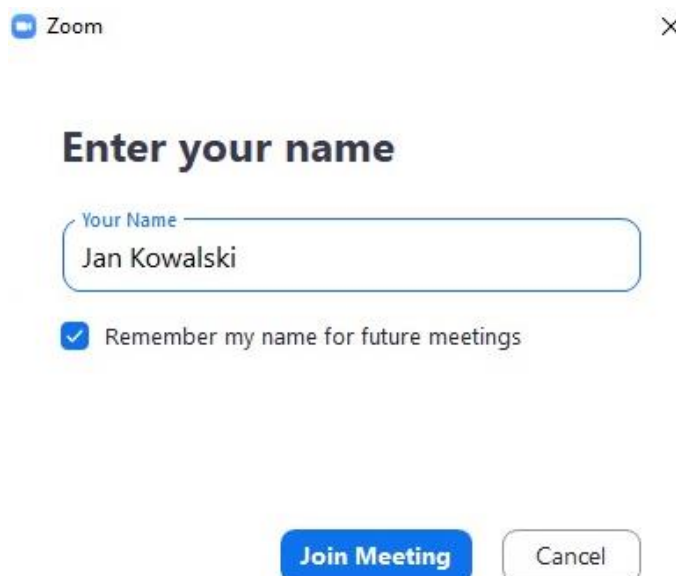 Zoom
Enter your name
Your Name
Jan Kowalski
Remember my name for future meetings
Join Meeting Cancel